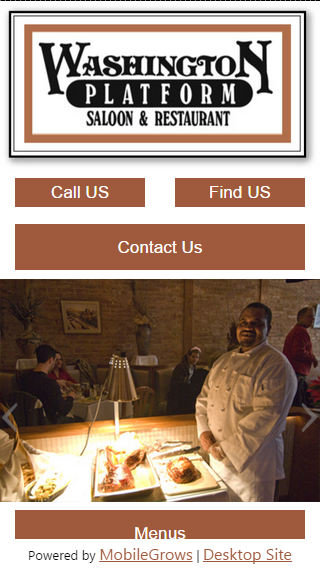 WASHINGTON
PLATFORM
SALOON & RESTAURANT
Call US
Find US
Contact Us
Menus
Powered by MobileGrows | Desktop Site